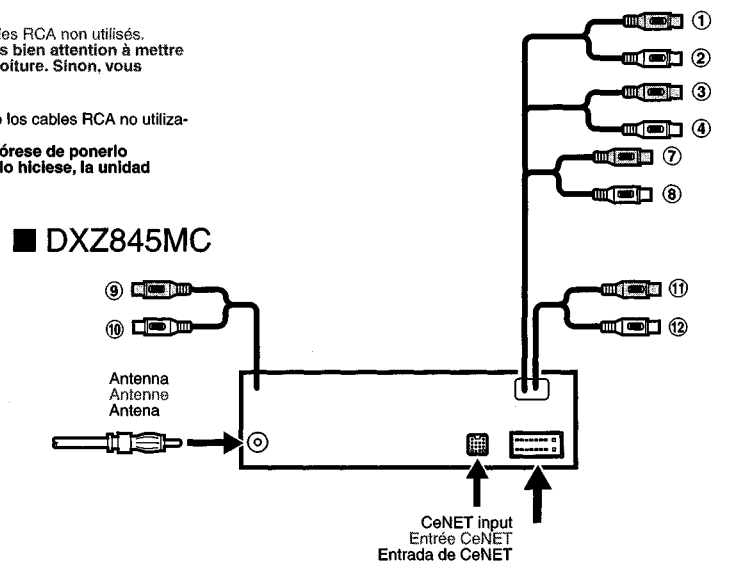 les RCA non utilisés.
s bien attention à mettre
oiture. Sinon, vous
los cables RCA no utiliza-
órese de ponerlo
lo hiciese, la unidad
■ DXZ845MC
①
②
③
④
⑦
⑧
⑨
⑩
⑪
⑫
Antenna
Antenne
Antena
CeNET input
Entrée CeNET
Entrada de CeNET